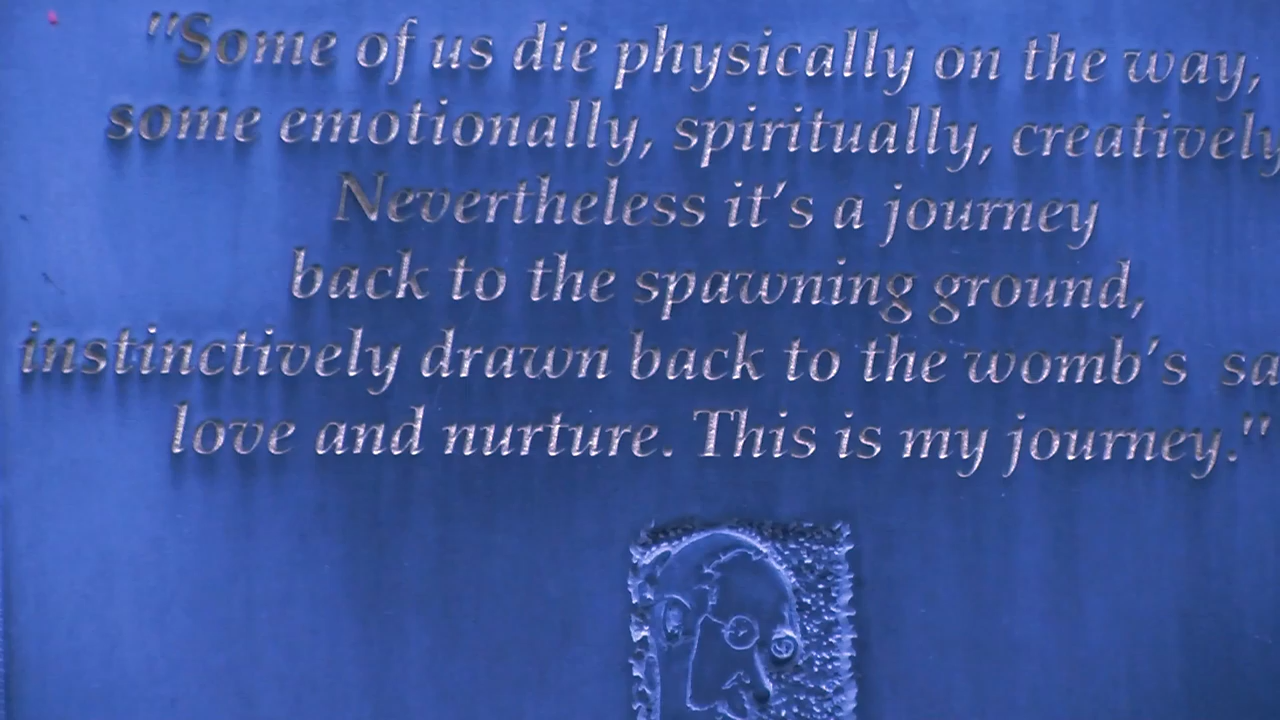 "Some of us die physically on the way,
some emotionally, spiritually, creatively
Nevertheless it's a journey
back to the spawning ground,
instinctively drawn back to the womb's
love and nurture. This is my journey."